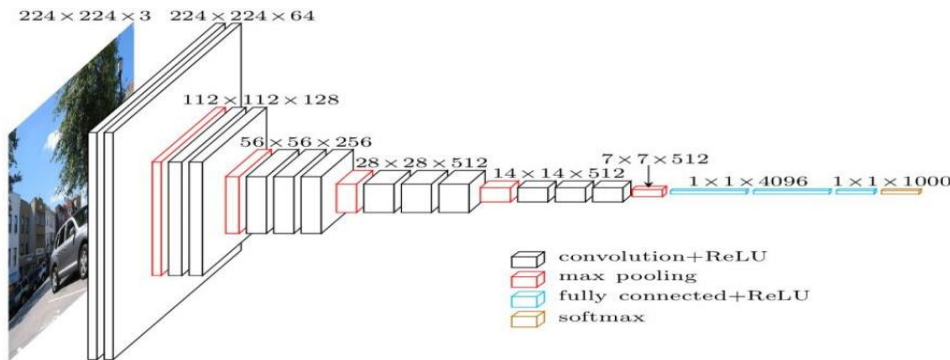 224 × 224 × 3
224 × 224 × 64
112 × 112 × 128
56 × 56 × 256
28 × 28 × 512
14 × 14 × 512
7 × 7 × 512
1 × 1 × 4096
1 × 1 × 1000
convolution+ReLU
max pooling
fully connected+ReLU
softmax